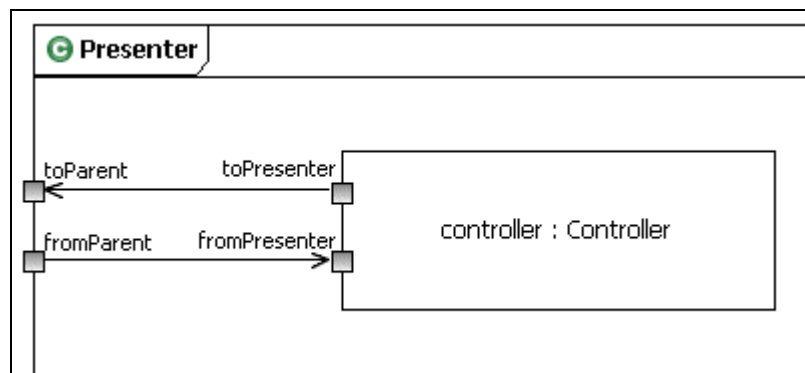 C Presenter
toParent toPresenter
fromParent fromPresenter
controller : Controller